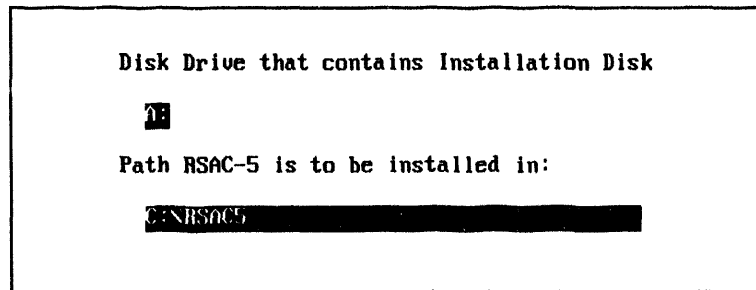 Disk Drive that contains Installation Disk
A:
Path RSAC-5 is to be installed in:
C:\RSAC5